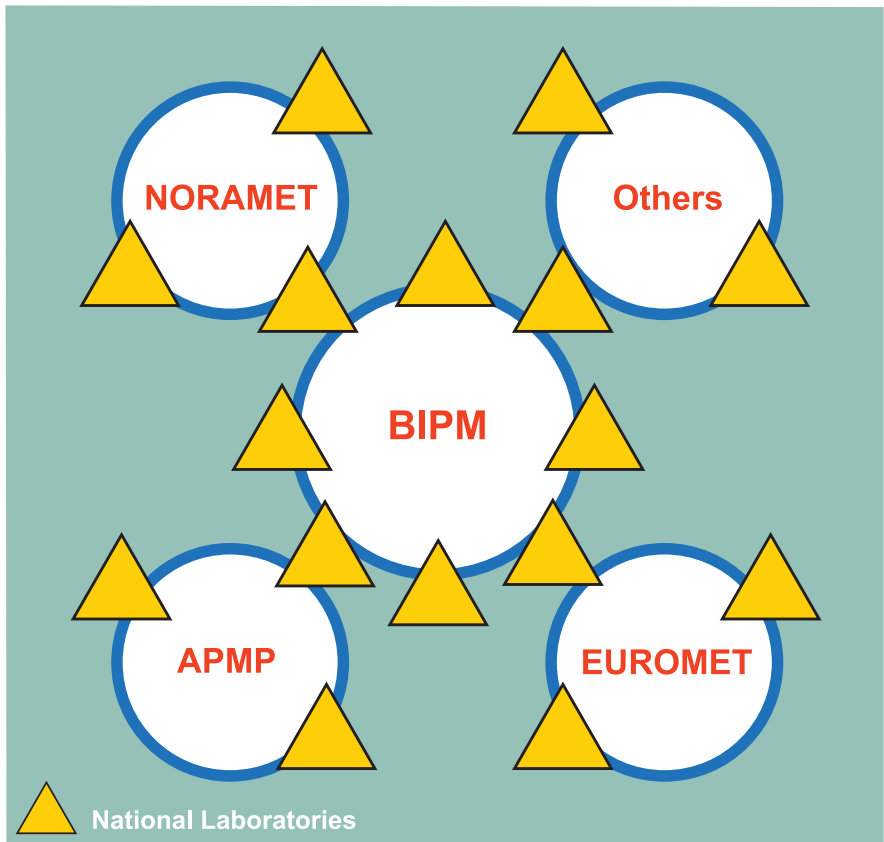 NORAMET
Others
BIPM
APMP
EUROMET
National Laboratories